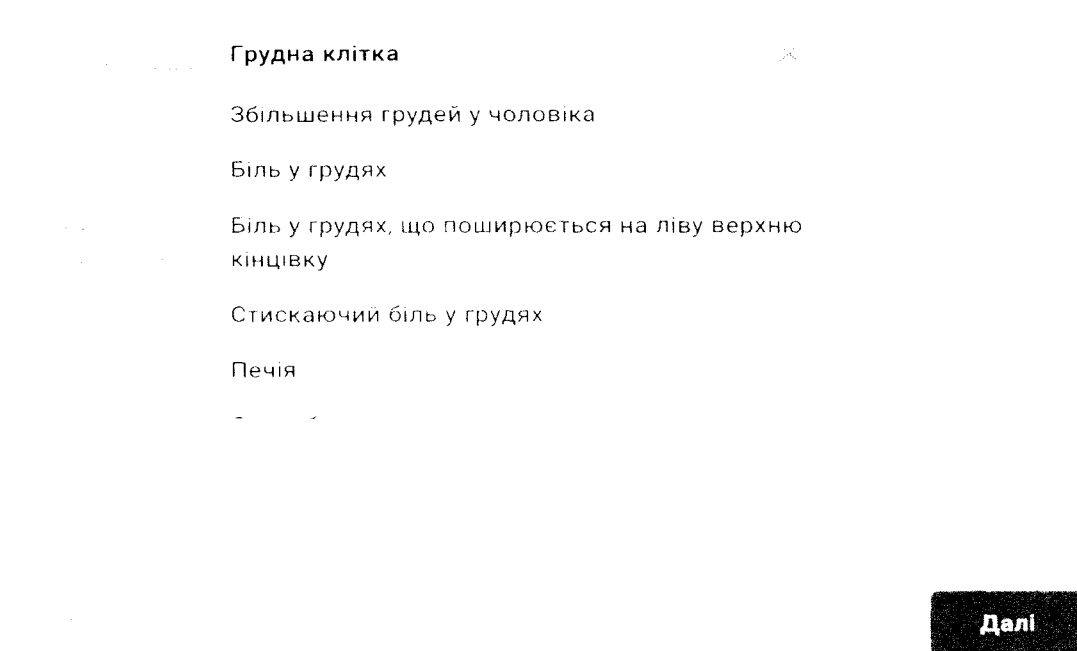 Грудна клітка
Збільшення грудей у чоловіка
Біль у грудях
Біль у грудях, що поширюється на ліву верхню
кінцівку
Стискаючий біль у грудях
Печія
Далі